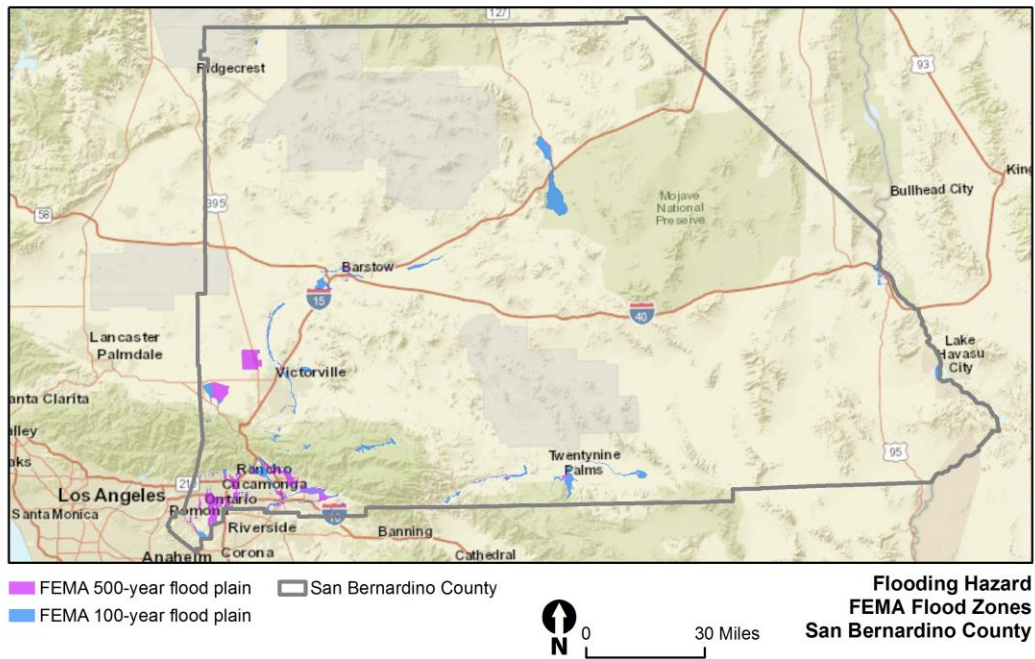 127
93
Ridgecrest
King
Bullhead City
Mojave
National
Preserve
395
58
Barstow
15
40
Lancaster
Palmdale
Lake
Havasu
City
Victorville
anta Clarita
alley
Twentynine
Palms
95
aks
Rancho
Cucamonga
21
Los Angeles
Ontario
Santa Monica
Pomona
10
Riverside
Banning
Anaheim
Corona
Cathedral
FEMA 500-year flood plain
San Bernardino County
FEMA 100-year flood plain
N
0
30 Miles
Flooding Hazard
FEMA Flood Zones
San Bernardino County